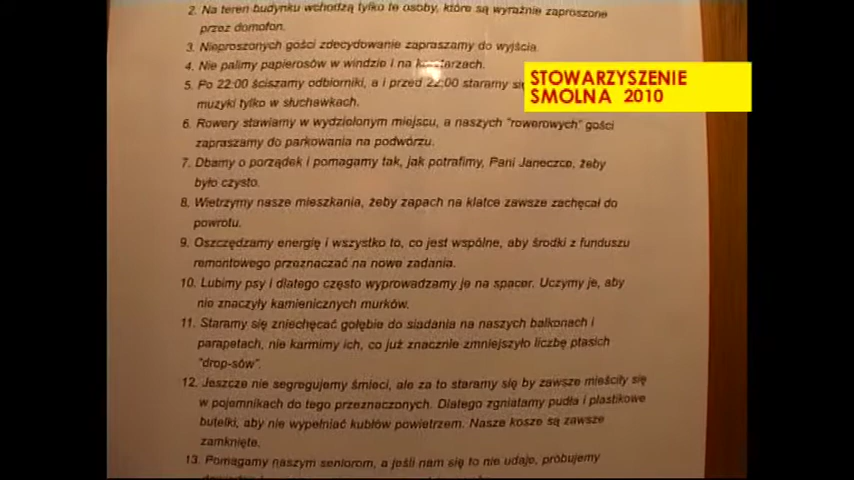 2. Na teren budynku wchodzą tylko te osoby, które są wyraźnie zaproszone
przez domofon.
3. Nieproszonych gości zdecydowanie zapraszamy do wyjścia.
4. Nie palimy papierosów w windzie i na
5. Po 22:00 ściszamy odbiorniki, a i przed 22:00 staramy
muzyki tylko w słuchawkach.
6. Rowery stawiamy w wydzielonym miejscu, a naszych "rowerowych" gości
zapraszamy do parkowania na podwórzu.
7. Dbamy o porządek i pomagamy tak, jak potrafimy, Pani Janeczce, żeby
było czysto.
8. Wietrzymy nasze mieszkania, żeby zapach na klatce zawsze zachęcał do
powrotu.
9. Oszczędzamy energię i wszystko to, co jest wspólne, aby środki z funduszu
remontowego przeznaczać na nowe zadania.
10. Lubimy psy i dlatego często wyprowadzamy je na spacer. Uczymy je, aby
nie znaczyły kamienicznych murków.
11. Staramy się zniechęcać gołębie do siadania na naszych balkonach i
parapetach, nie karmimy ich, co już znacznie zmniejszyło liczbę ptasich
"drop-sów".
12. Jeszcze nie segregujemy śmieci, ale za to staramy się by zawsze mieściły się
w pojemnikach do tego przeznaczonych. Dlatego zgniatamy pudła i plastikowe
butelki, aby nie wypełniać kubłów powietrzem. Nasze kosze są zawsze
zamknięte.
13. Pomagamy naszym seniorom, a jeśli nam się to nie udaje, próbujemy
STOWARZYSZENIE
SMOLNA 2010